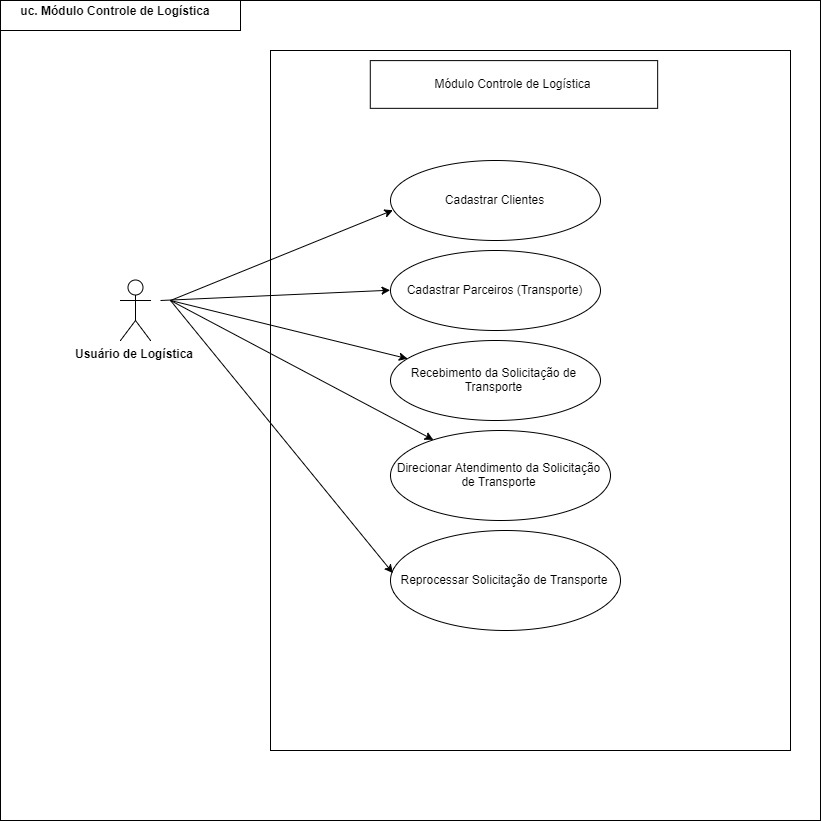 uc. Módulo Controle de Logística
Módulo Controle de Logística
Cadastrar Clientes
Cadastrar Parceiros (Transporte)
Usuário de Logística
Recebimento da Solicitação de
Transporte
Direcionar Atendimento da Solicitação
de Transporte
Reprocessar Solicitação de Transporte